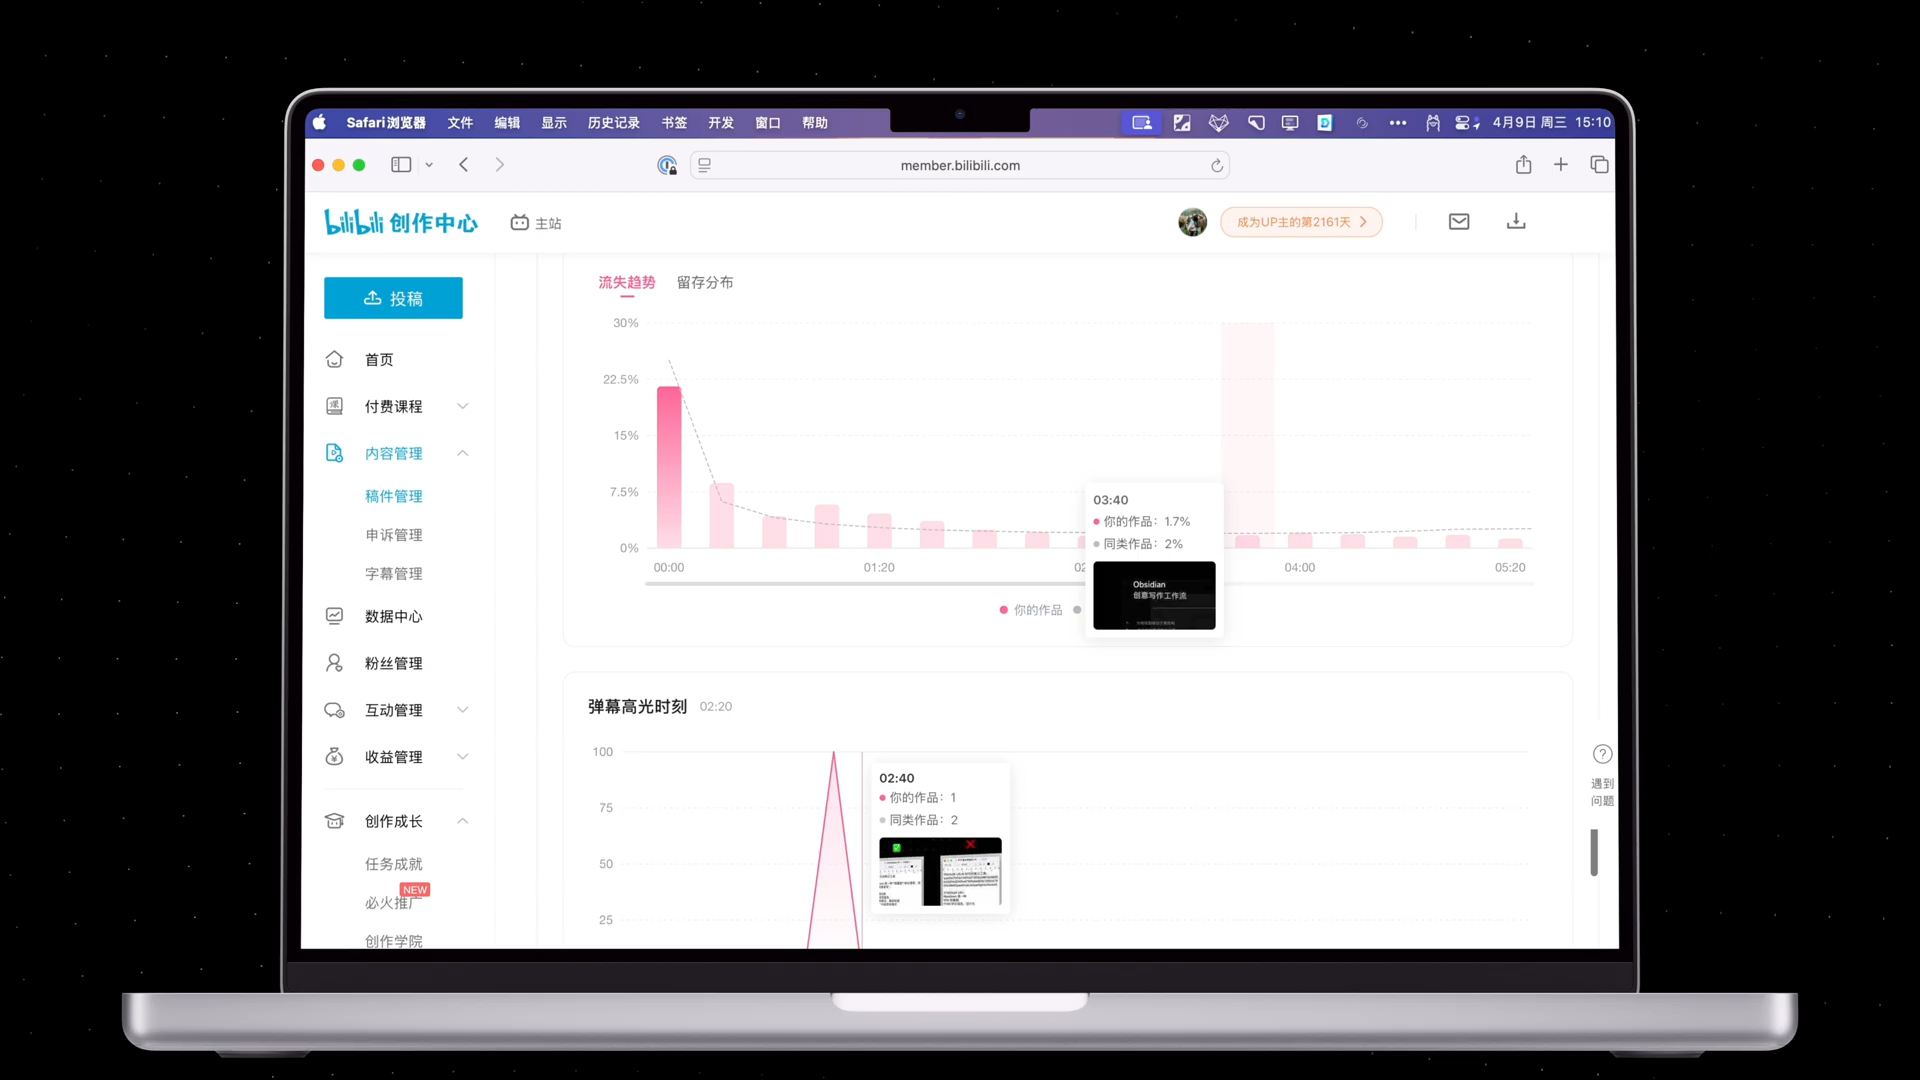 Safari浏览器 文件 编辑 显示 历史记录 书签 开发 窗口 帮助 4月9日 周三 15:10
member.bilibili.com
bilibili 创作中心 主站 成为UP主的第2161天
投稿
首页
付费课程
内容管理
稿件管理
申诉管理
字幕管理
数据中心
粉丝管理
互动管理
收益管理
创作成长
任务成就
NEW
必火推广
创作学院
流失趋势 留存分布
30%
22.5%
15%
7.5%
0%
00:00 01:20 02 04:00 05:20
03:40
你的作品: 1.7%
同类作品: 2%
Obsidian
创意写作工作流
你的作品
弹幕高光时刻 02:20
100
75
50
25
02:40
你的作品: 1
同类作品: 2
遇到
问题